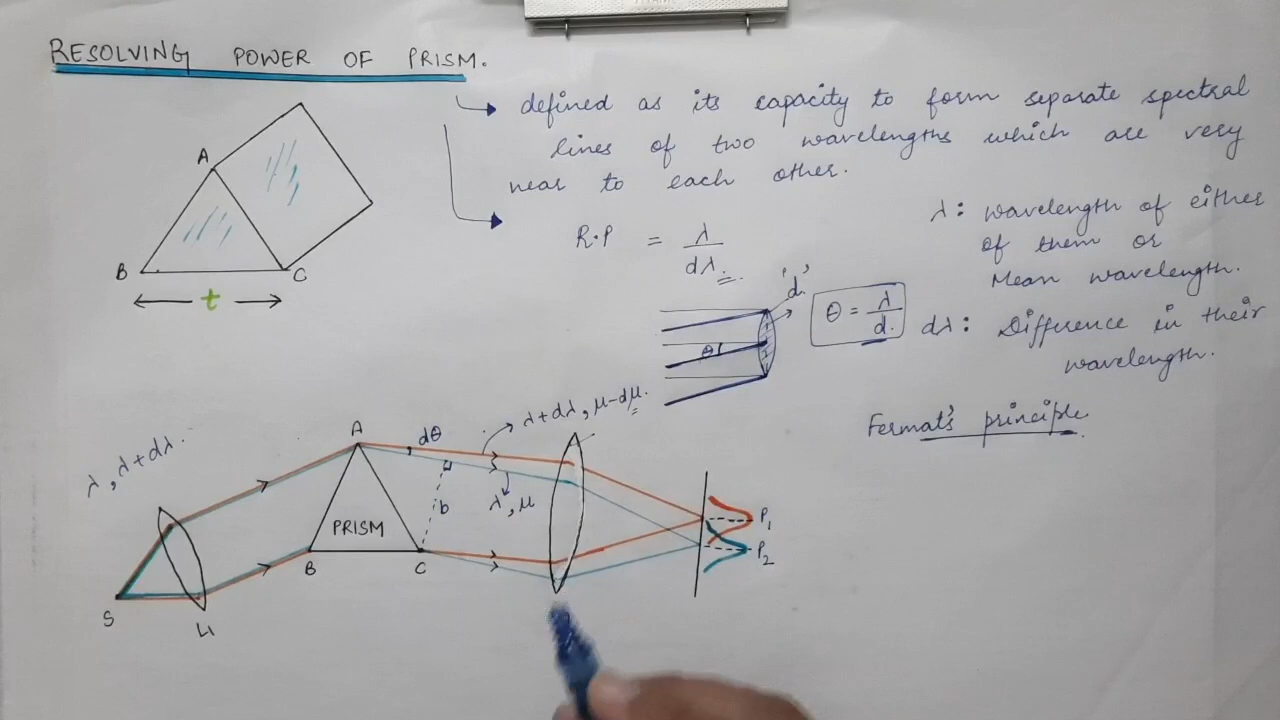 RESOLVING POWER OF PRISM.
defined as its capacity to form separate spectral
lines of two wavelengths which are very
near to each other.
R.P = λ/dλ
λ: wavelength of either
of them or
Mean wavelength.
dλ: Difference in their
wavelength.
A
B
C
t
'd'
θ
θ = λ/d.
Fermat's principle
λ, λ+dλ.
A
dθ
λ+dλ, μ-dμ.
b
λ, μ
PRISM
B
C
S
L1
P1
P2